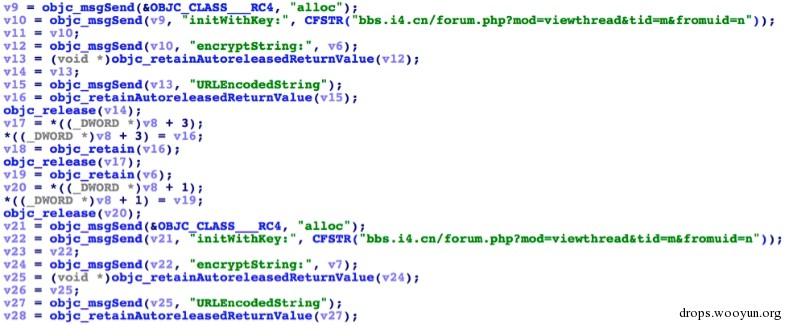 v9 = objc_msgSend(&OBJC_CLASS___RC4, "alloc");
v10 = objc_msgSend(v9, "initWithKey:", CFSTR("bbs.i4.cn/forum.php?mod=viewthread&tid=m&fromuid=n"));
v11 = v10;
v12 = objc_msgSend(v10, "encryptString:", v6);
v13 = (void *)objc_retainAutoreleasedReturnValue(v12);
v14 = v13;
v15 = objc_msgSend(v13, "URLEncodedString");
v16 = objc_retainAutoreleasedReturnValue(v15);
objc_release(v14);
v17 = *((_DWORD *)v8 + 3);
*((_DWORD *)v8 + 3) = v16;
v18 = objc_retain(v16);
objc_release(v17);
v19 = objc_retain(v6);
v20 = *((_DWORD *)v8 + 1);
*((_DWORD *)v8 + 1) = v19;
objc_release(v20);
v21 = objc_msgSend(&OBJC_CLASS___RC4, "alloc");
v22 = objc_msgSend(v21, "initWithKey:", CFSTR("bbs.i4.cn/forum.php?mod=viewthread&tid=m&fromuid=n"));
v23 = v22;
v24 = objc_msgSend(v22, "encryptString:", v7);
v25 = (void *)objc_retainAutoreleasedReturnValue(v24);
v26 = v25;
v27 = objc_msgSend(v25, "URLEncodedString");
v28 = objc_retainAutoreleasedReturnValue(v27);
drops.wooyun.org